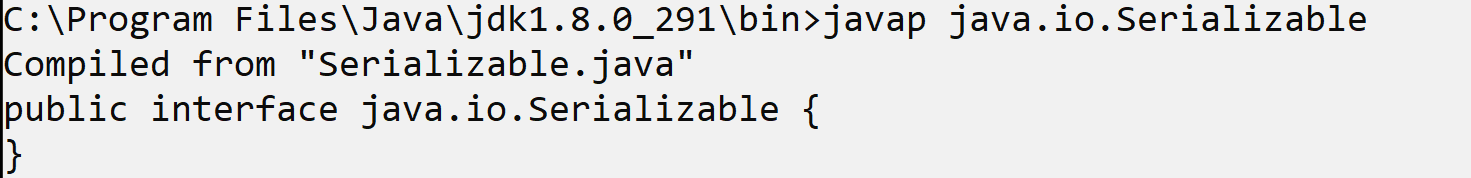 C:\Program Files\Java\jdk1.8.0_291\bin>javap java.io.Serializable
Compiled from "Serializable.java"
public interface java.io.Serializable {
}